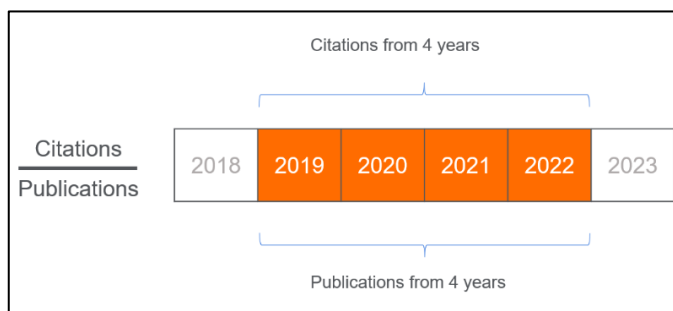 Citations from 4 years
Citations
Publications
2018 2019 2020 2021 2022 2023
Publications from 4 years